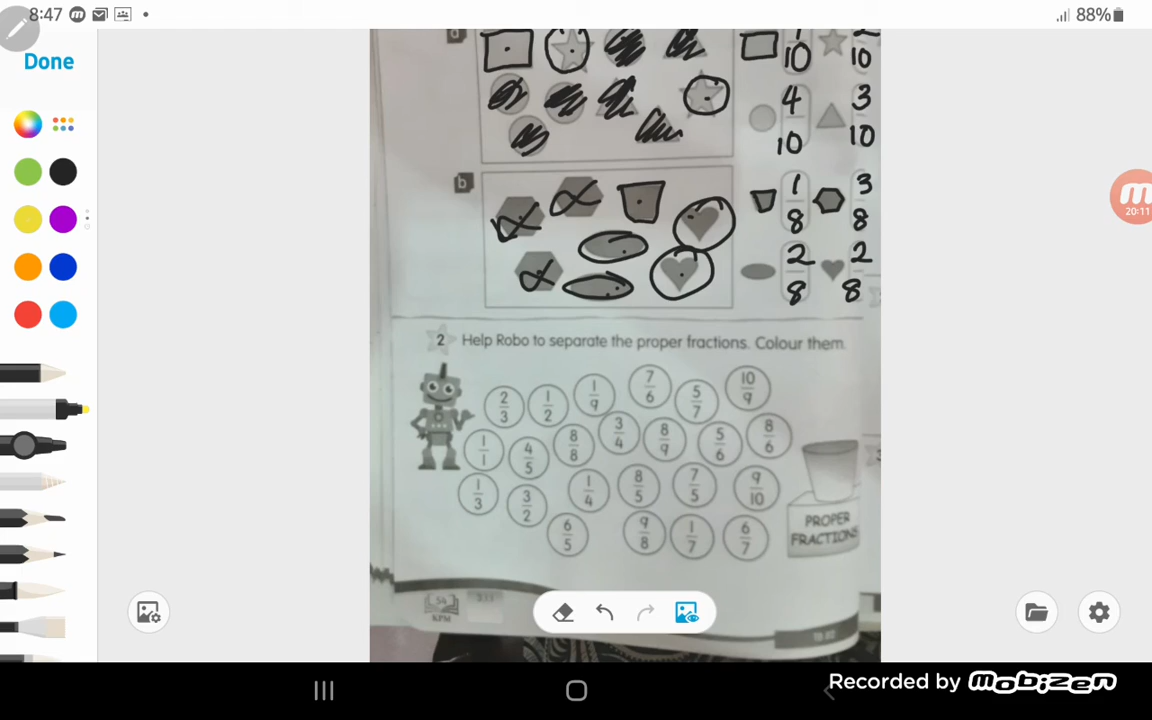 8:47
88%
Done
10
10
4
10
3
10
b
1
8
3
8
2
8
2
8
20:11
2 Help Robo to separate the proper fractions. Colour them.
2/3 1/2 1/9 7/6 5/7 10/9
1/1 4/5 8/8 3/4 8/9 5/6 8/6
1/3 3/2 1/4 8/5 7/5 9/10
6/5 9/8 1/7 6/7
PROPER
FRACTIONS
54
KPM
Recorded by mobizen